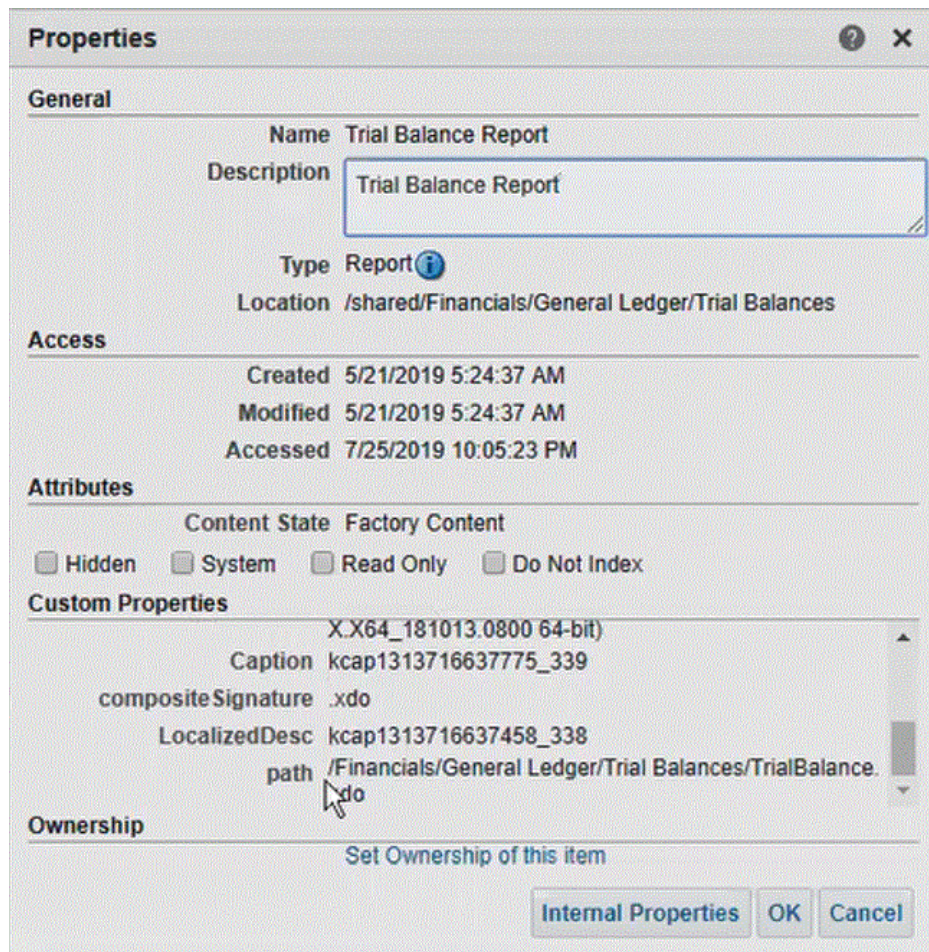 Properties
General
Name Trial Balance Report
Description Trial Balance Report
Type Report
Location /shared/Financials/General Ledger/Trial Balances
Access
Created 5/21/2019 5:24:37 AM
Modified 5/21/2019 5:24:37 AM
Accessed 7/25/2019 10:05:23 PM
Attributes
Content State Factory Content
Hidden System Read Only Do Not Index
Custom Properties
X.X64_181013.0800 64-bit)
Caption kcap1313716637775_339
compositeSignature .xdo
LocalizedDesc kcap1313716637458_338
path /Financials/General Ledger/Trial Balances/TrialBalance.
do
Ownership
Set Ownership of this item
Internal Properties OK Cancel